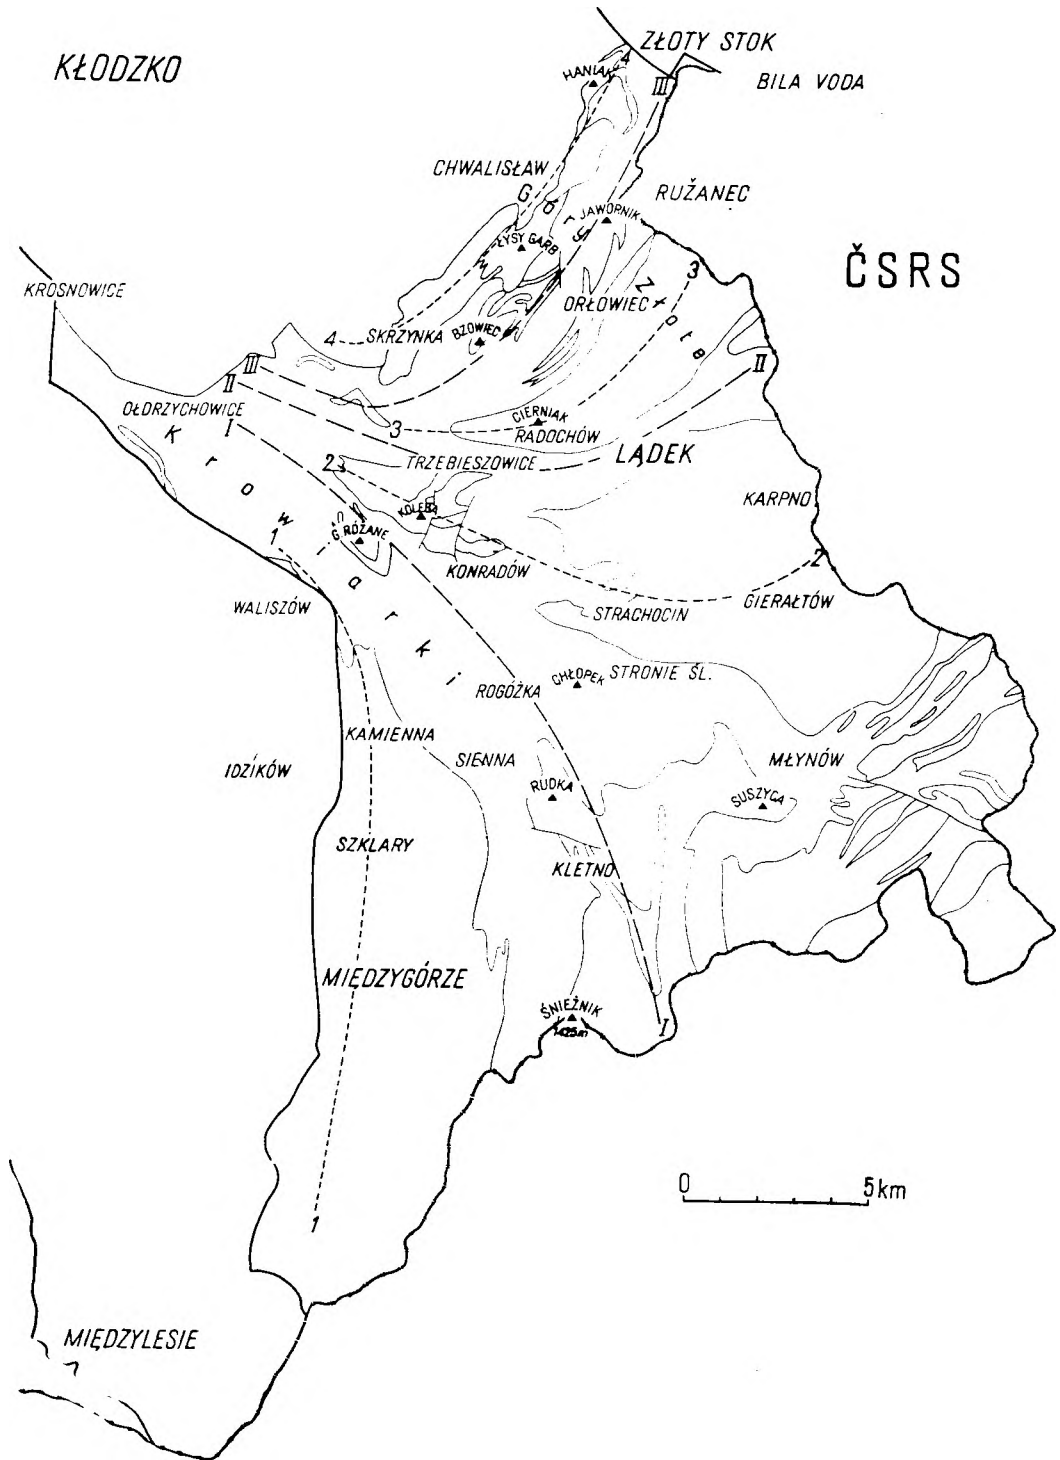 ZŁOTY STOK
KŁODZKO
4
HANIAK
III
BILA VODA
CHWALISŁAW
Góry Złote
RUŽANEC
JAWORNIK
ŁYSY GARB
ČSRS
3
KROSNOWICE
ORŁOWIEC
4
SKRZYNKA
BZOWIEC
III
II
II
OŁDRZYCHOWICE
I
3
CIERNIAK
RADOCHÓW
Krowiarki
2
TRZEBIESZOWICE
LĄDEK
KARPNO
G. RÓŻANE
1
KONRADÓW
2
WALISZÓW
STRACHOCIN
GIERAŁTÓW
CHŁOPEK
STRONIE ŚL.
ROGÓŻKA
KAMIENNA
SIENNA
IDZIKÓW
MŁYNÓW
RUDKA
SUSZYCA
SZKLARY
KLETNO
MIĘDZYGÓRZE
ŚNIEŻNIK
1425m
I
0 5km
1
MIĘDZYLESIE